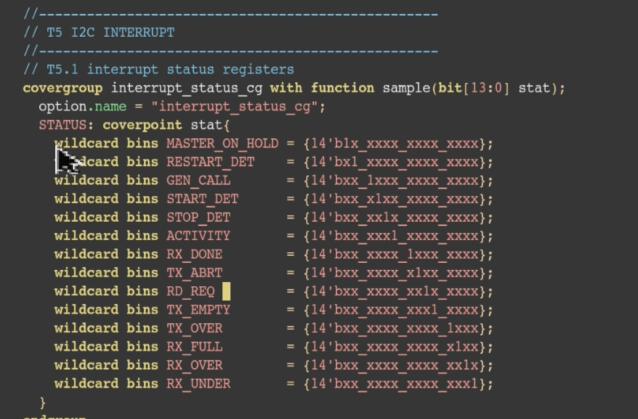 //------------------------------------------------
// T5 I2C INTERRUPT
//------------------------------------------------
// T5.1 interrupt status registers
covergroup interrupt_status_cg with function sample(bit[13:0] stat);
option.name = "interrupt_status_cg";
STATUS: coverpoint stat{
wildcard bins MASTER_ON_HOLD = {14'b1x_xxxx_xxxx_xxxx};
wildcard bins RESTART_DET = {14'bx1_xxxx_xxxx_xxxx};
wildcard bins GEN_CALL = {14'bxx_1xxx_xxxx_xxxx};
wildcard bins START_DET = {14'bxx_x1xx_xxxx_xxxx};
wildcard bins STOP_DET = {14'bxx_xx1x_xxxx_xxxx};
wildcard bins ACTIVITY = {14'bxx_xxx1_xxxx_xxxx};
wildcard bins RX_DONE = {14'bxx_xxxx_1xxx_xxxx};
wildcard bins TX_ABRT = {14'bxx_xxxx_x1xx_xxxx};
wildcard bins RD_REQ = {14'bxx_xxxx_xx1x_xxxx};
wildcard bins TX_EMPTY = {14'bxx_xxxx_xxx1_xxxx};
wildcard bins TX_OVER = {14'bxx_xxxx_xxxx_1xxx};
wildcard bins RX_FULL = {14'bxx_xxxx_xxxx_x1xx};
wildcard bins RX_OVER = {14'bxx_xxxx_xxxx_xx1x};
wildcard bins RX_UNDER = {14'bxx_xxxx_xxxx_xxx1};
}